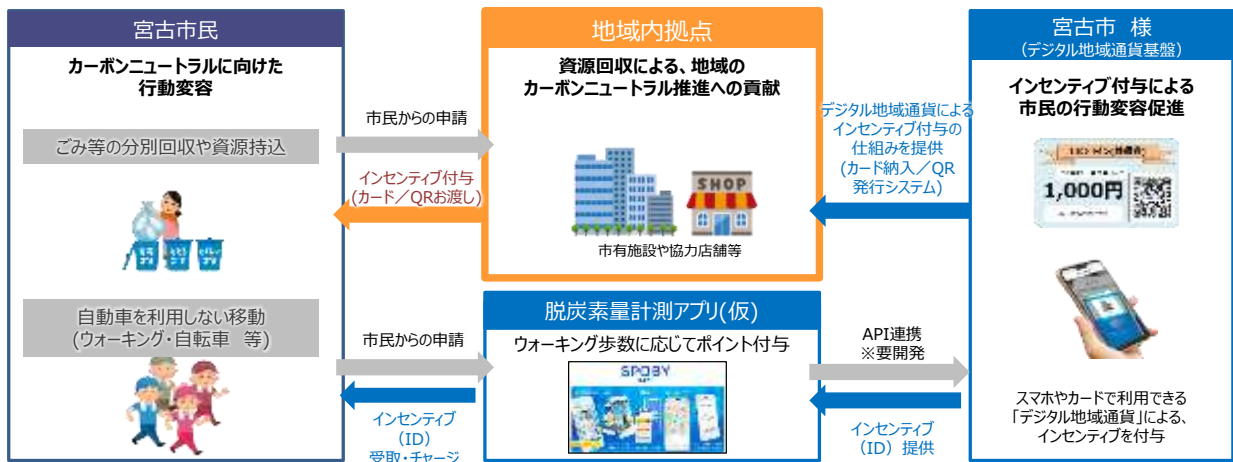 宮古市民
カーボンニュートラルに向けた
行動変容
ごみ等の分別回収や資源持込
自動車を利用しない移動
(ウォーキング・自転車　等)
市民からの申請
インセンティブ付与
(カード／QRお渡し)
市民からの申請
インセンティブ
（ID）
受取・チャージ
地域内拠点
資源回収による、地域の
カーボンニュートラル推進への貢献
SHOP
市有施設や協力店舗等
脱炭素量計測アプリ(仮)
ウォーキング歩数に応じてポイント付与
SPOBY
デジタル地域通貨による
インセンティブ付与の
仕組みを提供
(カード納入／QR
発行システム)
API連携
※要開発
インセンティブ
（ID）提供
宮古市　様
(デジタル地域通貨基盤)
インセンティブ付与による
市民の行動変容促進
1,000円
スマホやカードで利用できる
「デジタル地域通貨」による、
インセンティブを付与